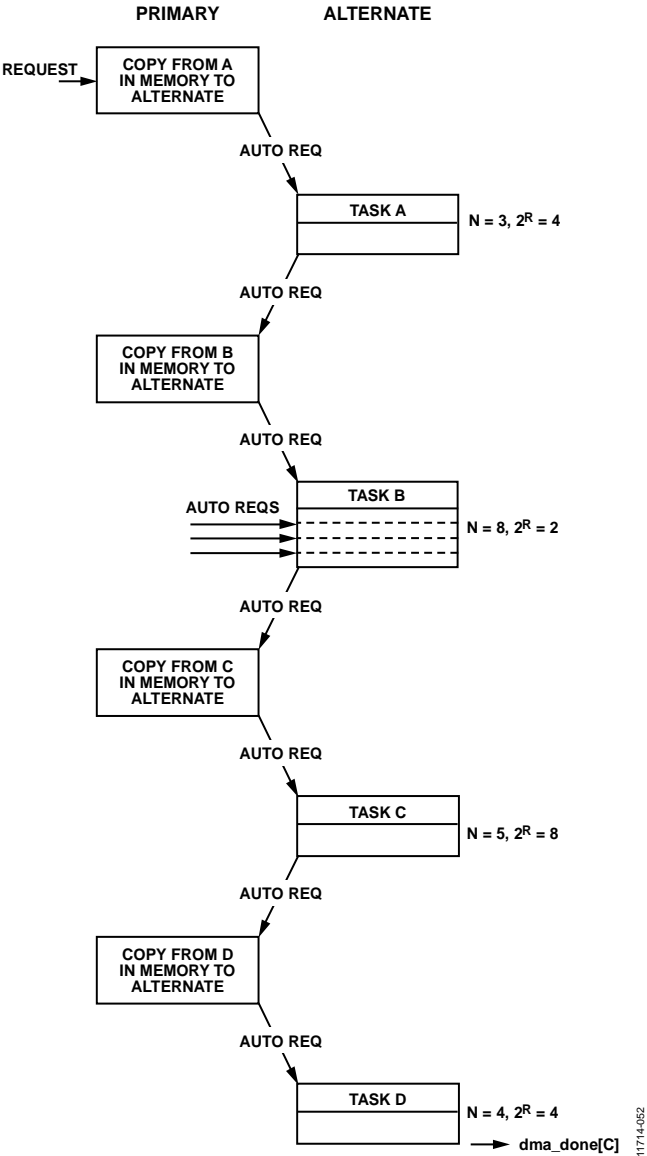 PRIMARY ALTERNATE
REQUEST
COPY FROM A
IN MEMORY TO
ALTERNATE
AUTO REQ
TASK A
N = 3, 2R = 4
AUTO REQ
COPY FROM B
IN MEMORY TO
ALTERNATE
AUTO REQ
TASK B
AUTO REQS
N = 8, 2R = 2
AUTO REQ
COPY FROM C
IN MEMORY TO
ALTERNATE
AUTO REQ
TASK C
N = 5, 2R = 8
AUTO REQ
COPY FROM D
IN MEMORY TO
ALTERNATE
AUTO REQ
TASK D
N = 4, 2R = 4
dma_done[C]
11714-052